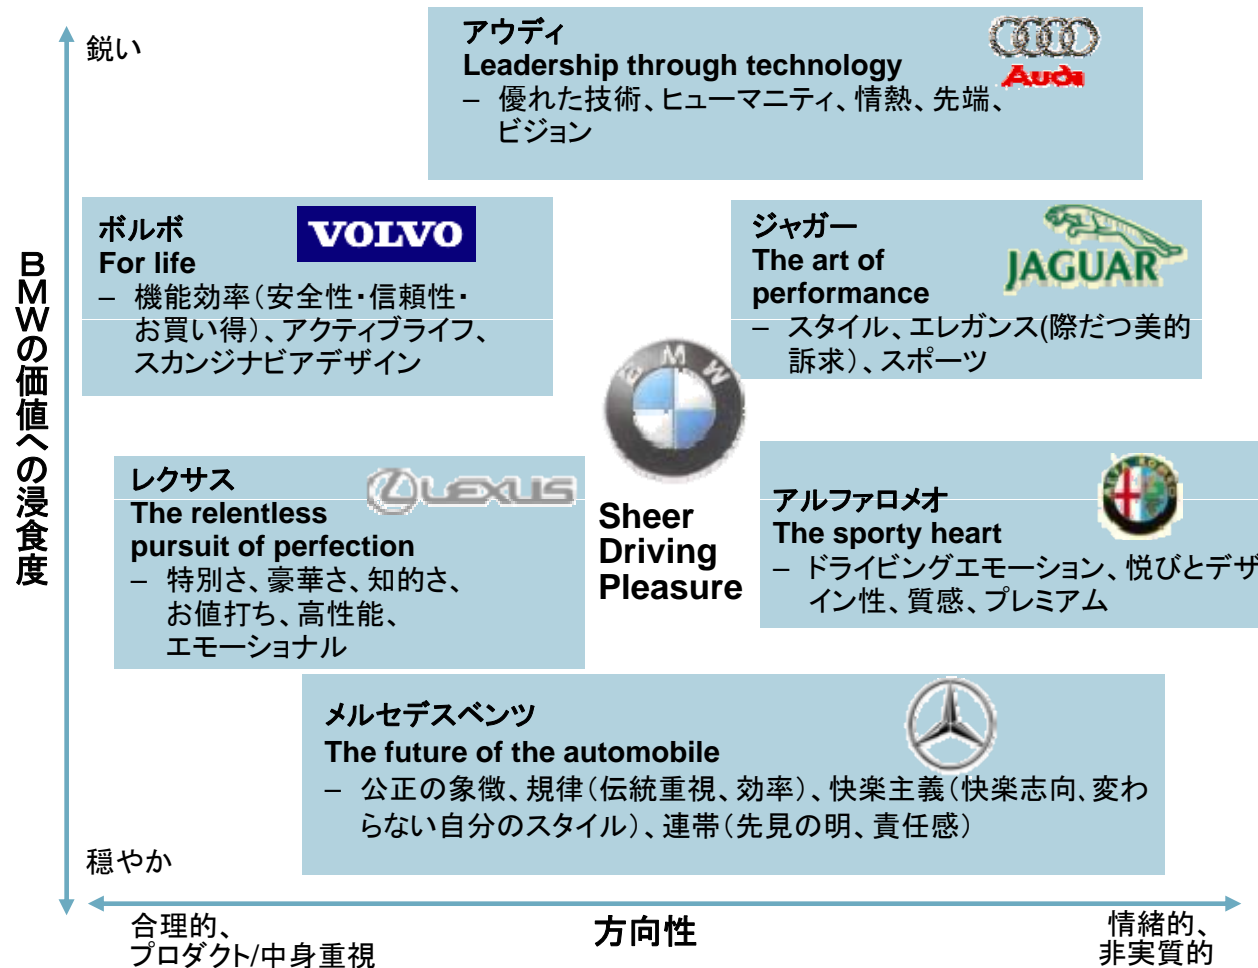 鋭い
アウディ
Leadership through technology
– 優れた技術、ヒューマニティ、情熱、先端、
ビジョン
Audi
ボルボ
For life
– 機能効率(安全性・信頼性・
お買い得)、アクティブライフ、
スカンジナビアデザイン
VOLVO
ジャガー
The art of
performance
– スタイル、エレガンス(際だつ美的
訴求)、スポーツ
JAGUAR
BMWの価値への浸食度
BMW
Sheer
Driving
Pleasure
レクサス
The relentless
pursuit of perfection
– 特別さ、豪華さ、知的さ、
お値打ち、高性能、
エモーショナル
LEXUS
アルファロメオ
The sporty heart
– ドライビングエモーション、悦びとデザ
イン性、質感、プレミアム
ALFA ROMEO
メルセデスベンツ
The future of the automobile
– 公正の象徴、規律(伝統重視、効率)、快楽主義(快楽志向、変わ
らない自分のスタイル)、連帯(先見の明、責任感)
穏やか
合理的、
プロダクト/中身重視
方向性
情緒的、
非実質的